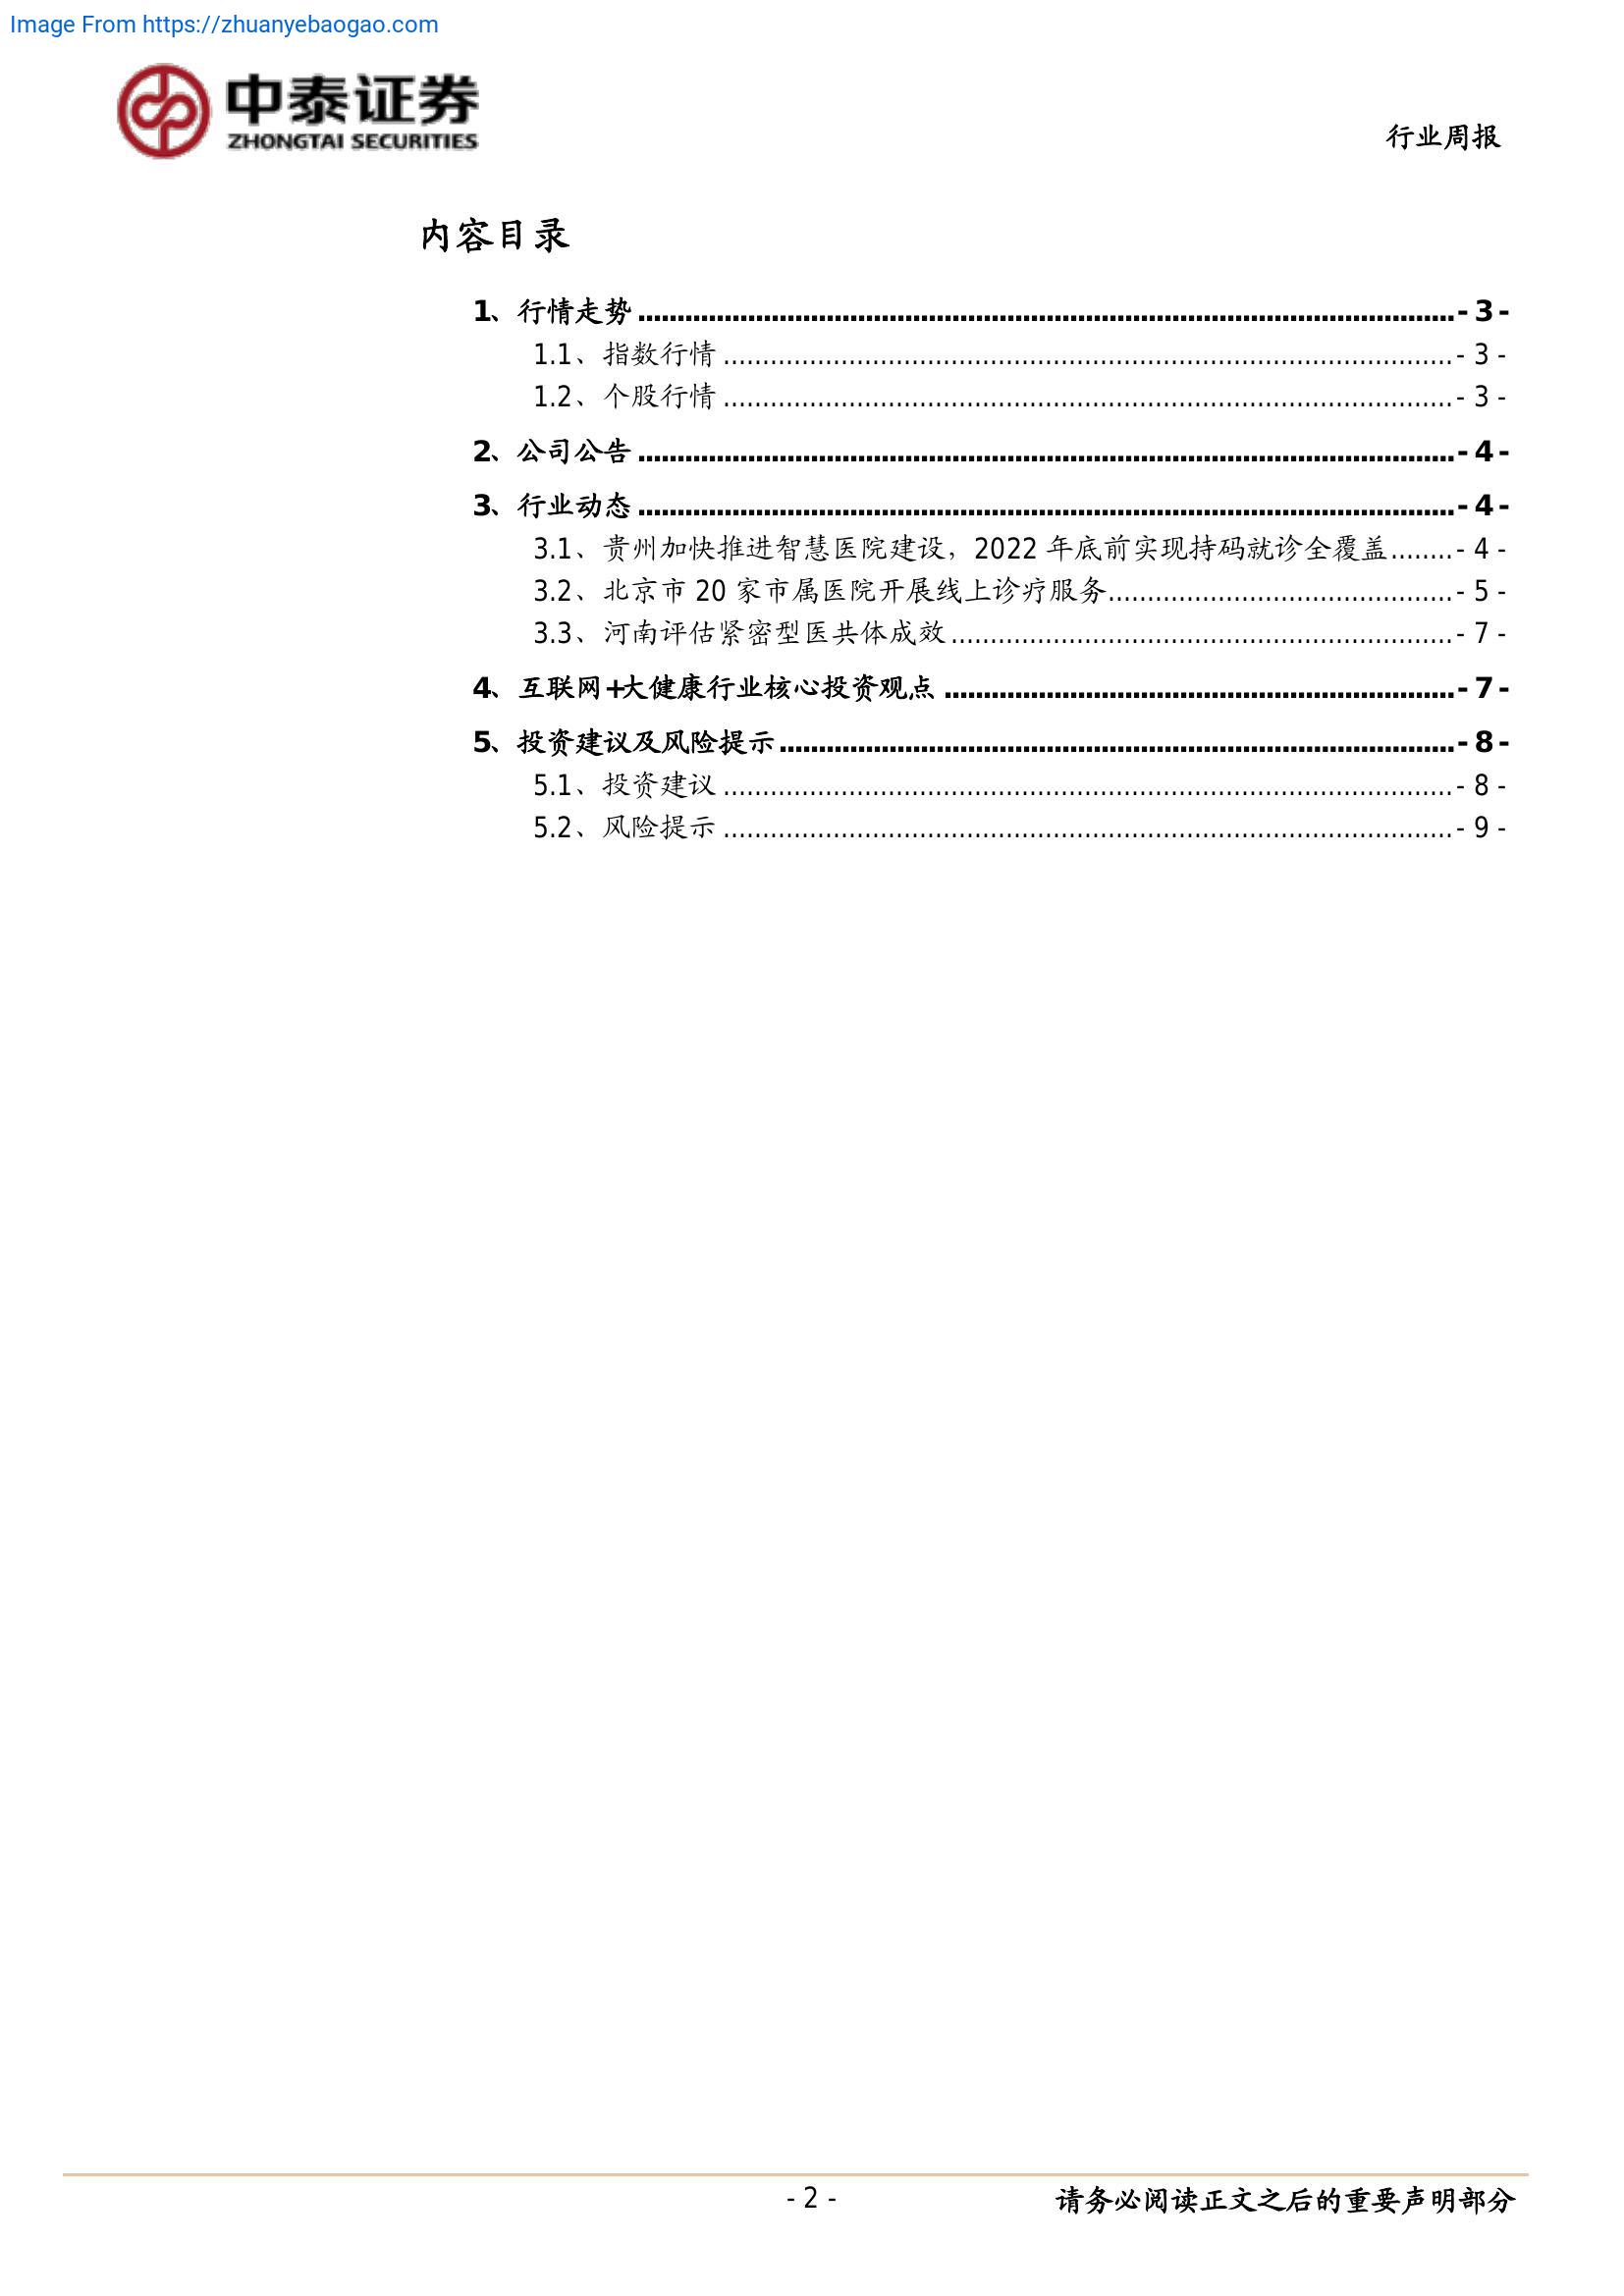 Image From https://zhuanyebaogao.com
中泰证券
ZHONGTAI SECURITIES
行业周报
内容目录
1、行情走势 ........................................ - 3 -
1.1、指数行情 ........................................ - 3 -
1.2、个股行情 ........................................ - 3 -
2、公司公告 ........................................ - 4 -
3、行业动态 ........................................ - 4 -
3.1、贵州加快推进智慧医院建设，2022 年底前实现持码就诊全覆盖........ - 4 -
3.2、北京市 20 家市属医院开展线上诊疗服务........................................ - 5 -
3.3、河南评估紧密型医共体成效 ........................................ - 7 -
4、互联网+大健康行业核心投资观点 ........................................ - 7 -
5、投资建议及风险提示 ........................................ - 8 -
5.1、投资建议 ........................................ - 8 -
5.2、风险提示 ........................................ - 9 -
- 2 -
请务必阅读正文之后的重要声明部分